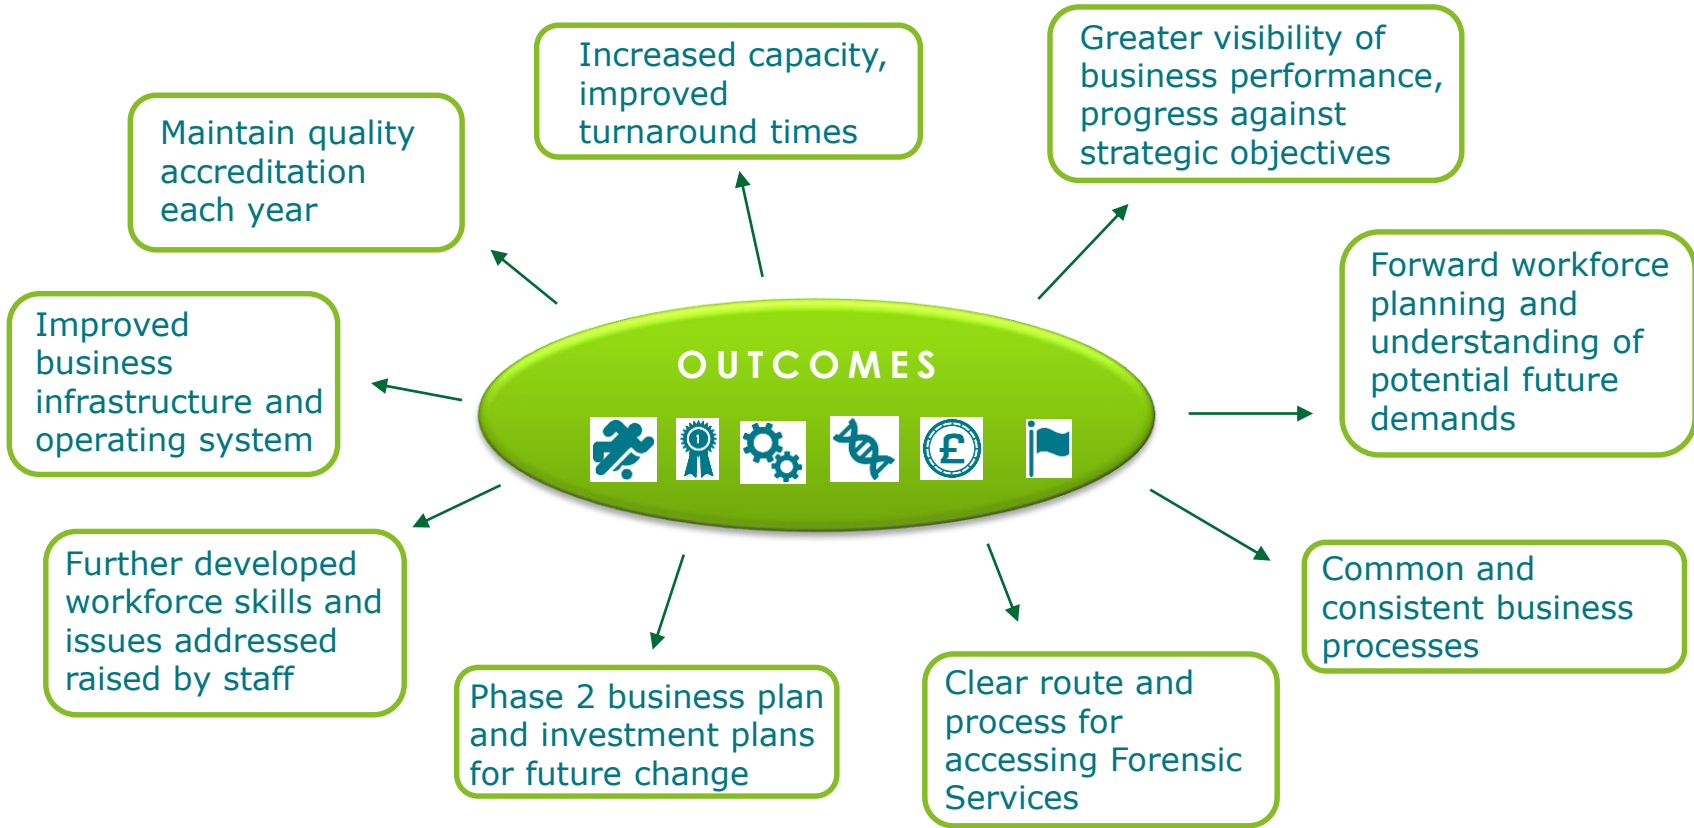 Increased capacity,
improved
turnaround times
Greater visibility of
business performance,
progress against
strategic objectives
Maintain quality
accreditation
each year
Forward workforce
planning and
understanding of
potential future
demands
Improved
business
infrastructure and
operating system
OUTCOMES
1
£
Further developed
workforce skills and
issues addressed
raised by staff
Common and
consistent business
processes
Phase 2 business plan
and investment plans
for future change
Clear route and
process for
accessing Forensic
Services